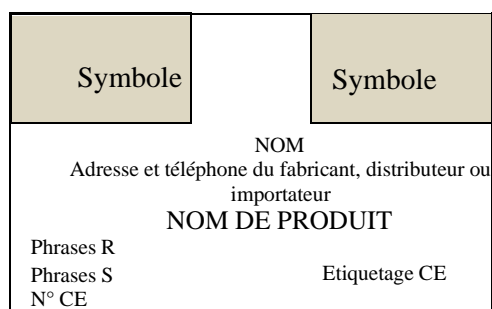 Symbole
Symbole
NOM
Adresse et téléphone du fabricant, distributeur ou
importateur
NOM DE PRODUIT
Phrases R
Phrases S
Etiquetage CE
N° CE